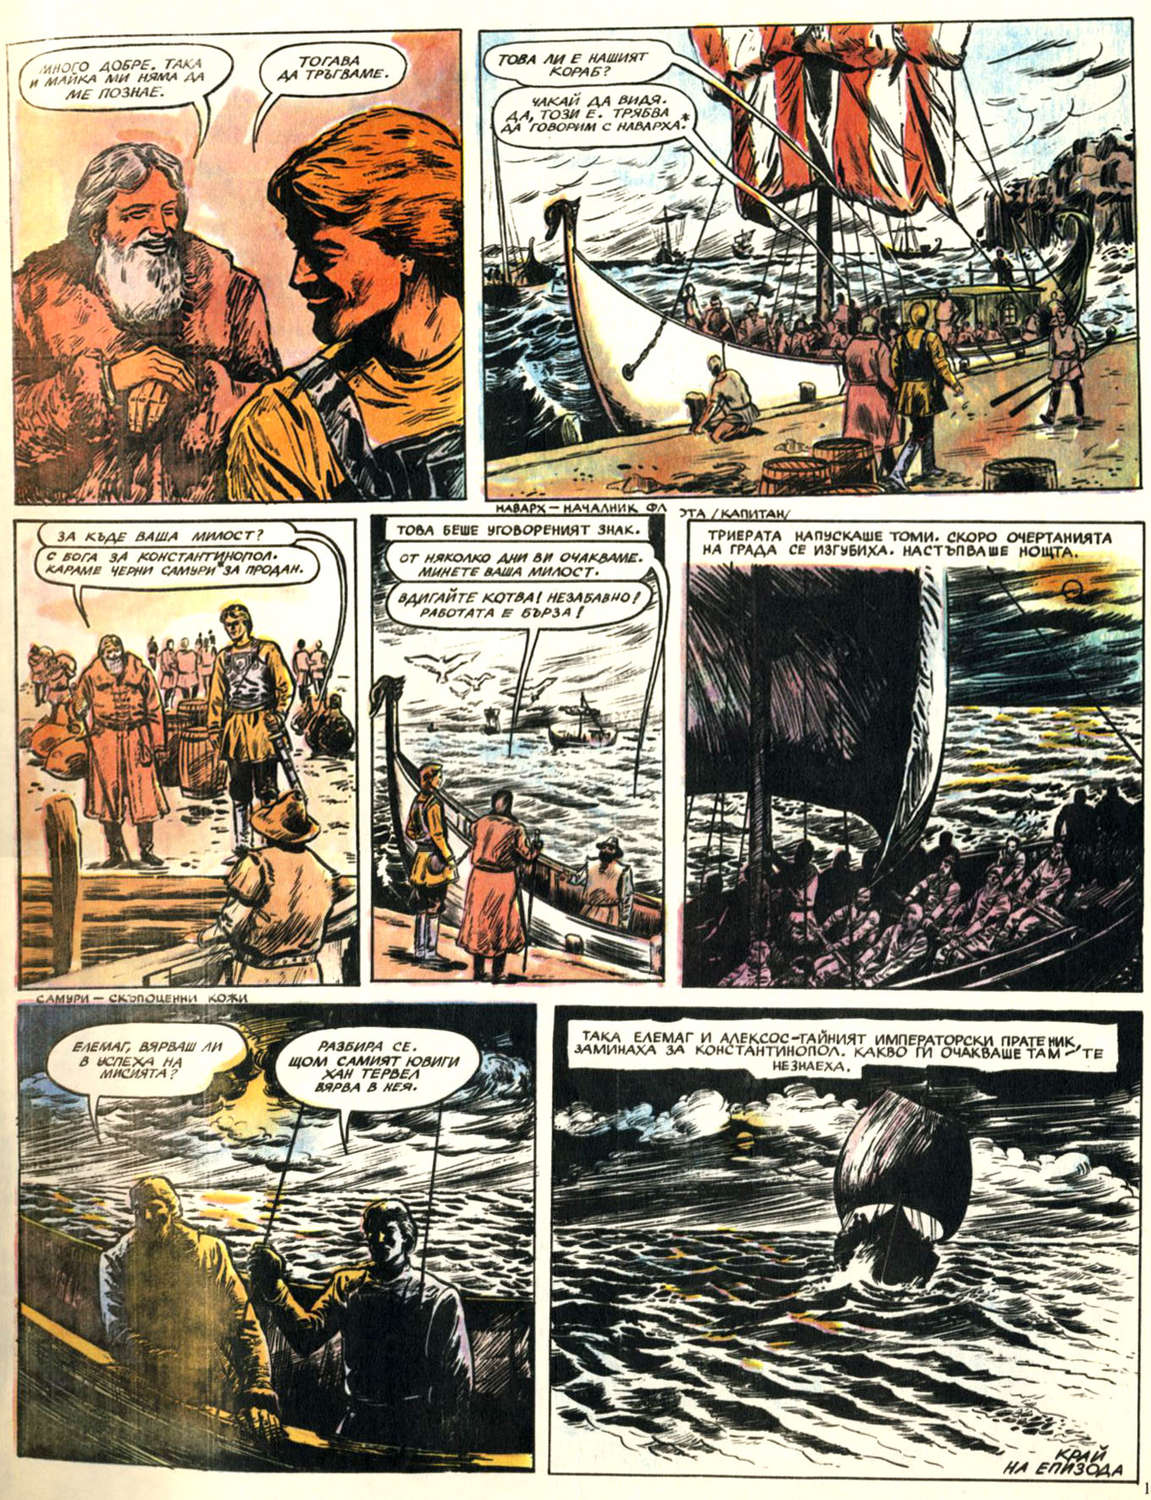 МНОГО ДОБРЕ. ТАКА
И МАЙКА МИ НЯМА ДА
МЕ ПОЗНАЕ.
ТОГАВА
ДА ТРЪГВАМЕ.
ТОВА ЛИ Е НАШИЯТ
КОРАБ?
ЧАКАЙ ДА ВИДЯ.
ДА, ТОЗИ Е. ТРЯБВА
ДА ГОВОРИМ С НАВАРХА.*
НАВАРХ — НАЧАЛНИК ФЛОТА /КАПИТАН/
ЗА КЪДЕ ВАША МИЛОСТ?
С БОГА ЗА КОНСТАНТИНОПОЛ.
КАРАМЕ ЧЕРНИ САМУРИ* ЗА ПРОДАН.
САМУРИ — СКЪПОЦЕННИ КОЖИ
ТОВА БЕШЕ УГОВОРЕНИЯТ ЗНАК.
ОТ НЯКОЛКО ДНИ ВИ ОЧАКВАМЕ.
МИНЕТЕ ВАША МИЛОСТ.
ВДИГАЙТЕ КОТВА! НЕЗАБАВНО!
РАБОТАТА Е БЪРЗА!
ТРИЕРАТА НАПУСКАШЕ ТОМИ. СКОРО ОЧЕРТАНИЯТА
НА ГРАДА СЕ ИЗГУБИХА. НАСТЪПВАШЕ НОЩТА.
ЕЛЕМАГ, ВЯРВАШ ЛИ
В УСПЕХА НА
МИСИЯТА?
РАЗБИРА СЕ.
ЩОМ САМИЯТ ЮВИГИ
ХАН ТЕРВЕЛ
ВЯРВА В НЕЯ.
ТАКА ЕЛЕМАГ И АЛЕКСОС-ТАЙНИЯТ ИМПЕРАТОРСКИ ПРАТЕНИК,
ЗАМИНАХА ЗА КОНСТАНТИНОПОЛ. КАКВО ГИ ОЧАКВАШЕ ТАМ — ТЕ
НЕЗНАЕХА.
КРАЙ
НА ЕПИЗОДА
1